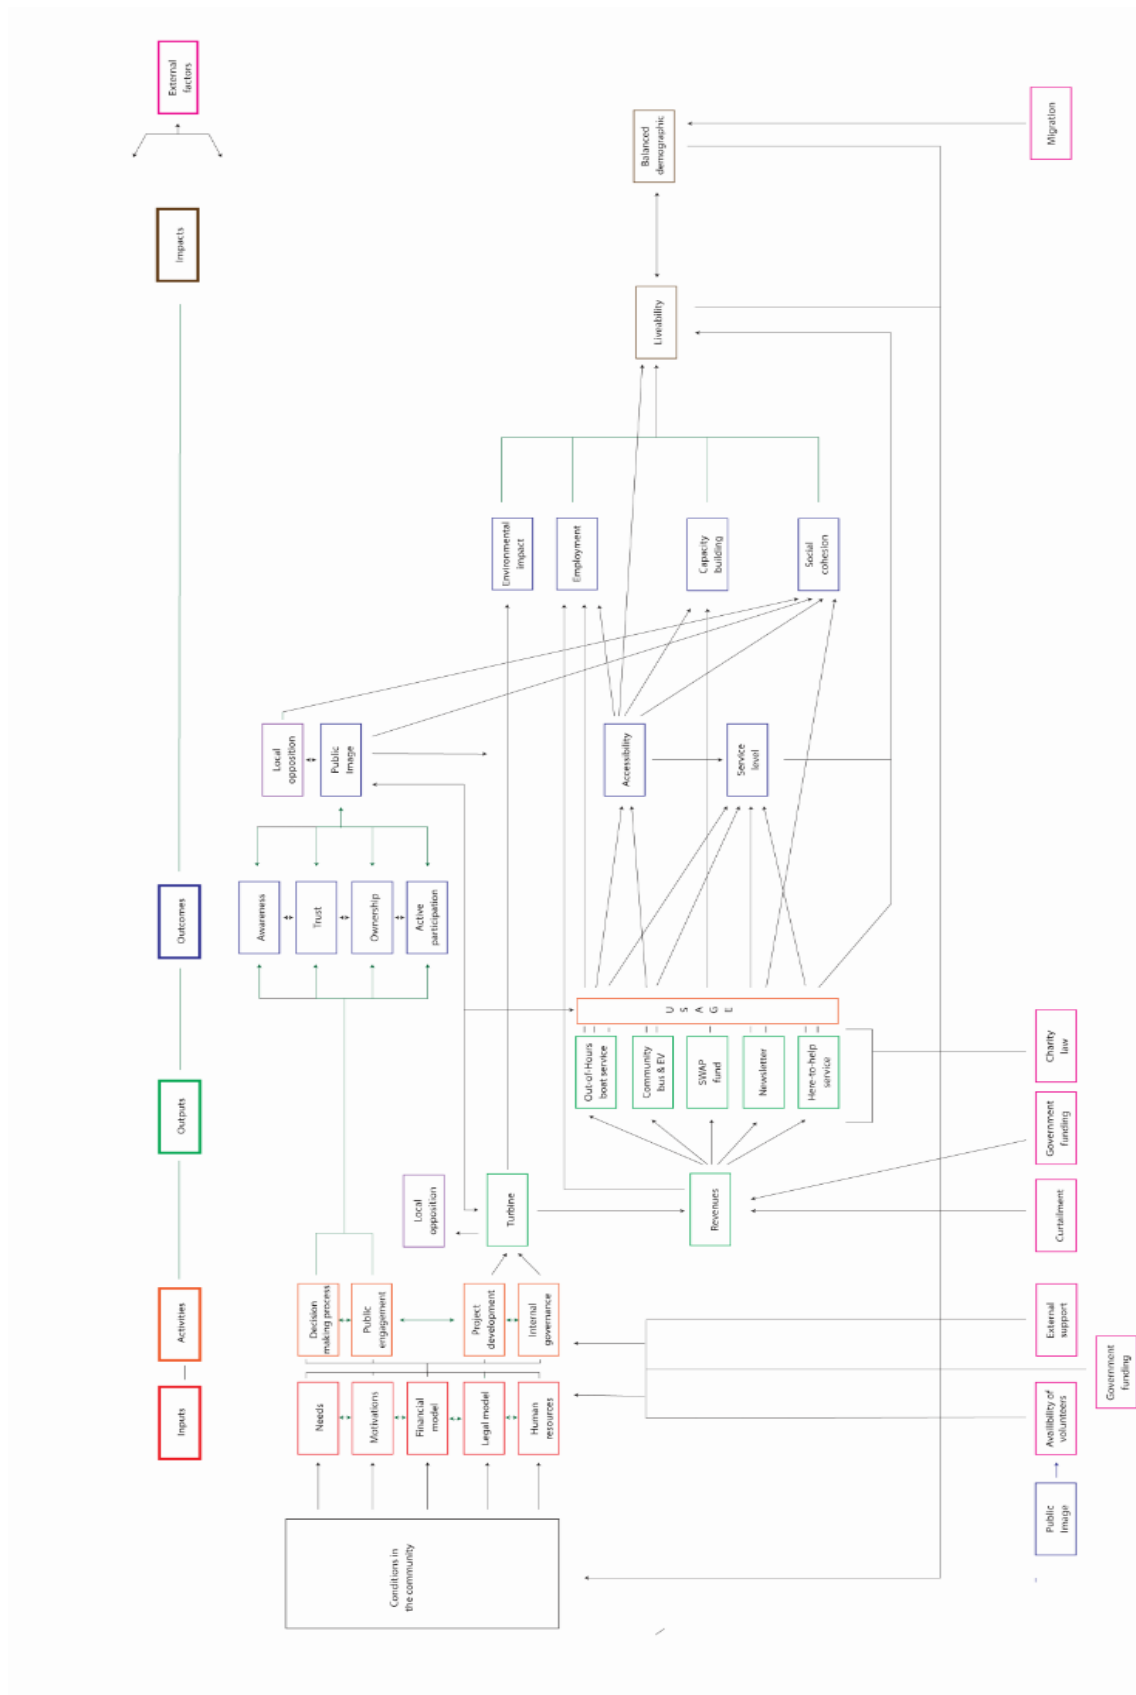 Inputs
Activities
Outputs
Outcomes
Impacts
External
factors
Conditions in
the community
Needs
Motivations
Financial
model
Legal model
Human
resources
Decision
making process
Public
engagement
Project
development
Internal
governance
Local
opposition
Turbine
Revenues
Out-of-Hours
boat service
Community
bus & EV
SWAP
fund
Newsletter
Here-to-help
service
USAGE
Awareness
Trust
Ownership
Active
participation
Local
opposition
Public
Image
Accessibility
Service
level
Environmental
impact
Employment
Capacity
building
Social
cohesion
Liveability
Balanced
demographic
Public
Image
Availibility of
volunteers
Government
funding
External
support
Curtailment
Government
funding
Charity
law
Migration